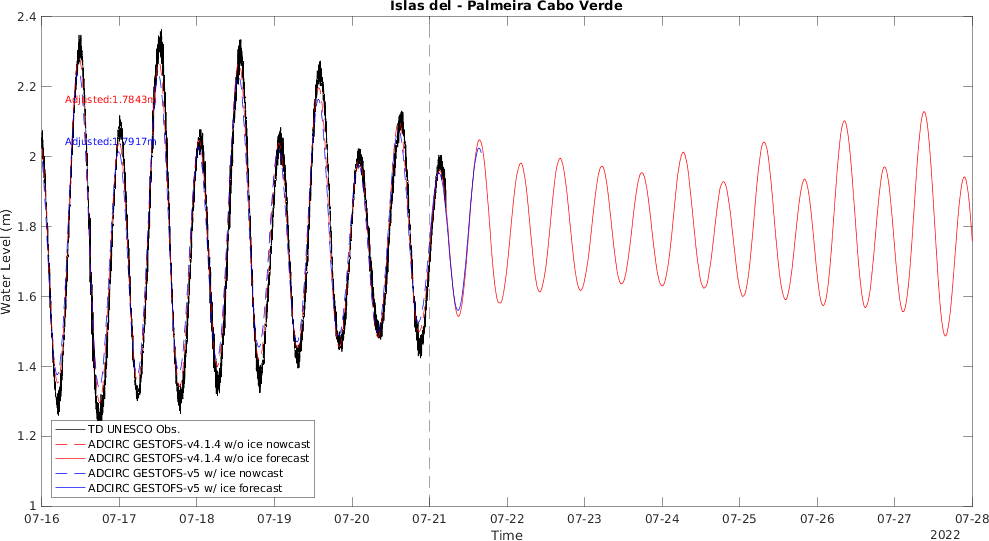 Islas del - Palmeira Cabo Verde
2.4
2.2
2
1.8
1.6
1.4
1.2
1
Water Level (m)
Adjusted:1.7843m
Adjusted:1.7917m
TD UNESCO Obs.
ADCIRC GESTOFS-v4.1.4 w/o ice nowcast
ADCIRC GESTOFS-v4.1.4 w/o ice forecast
ADCIRC GESTOFS-v5 w/ ice nowcast
ADCIRC GESTOFS-v5 w/ ice forecast
07-16 07-17 07-18 07-19 07-20 07-21 07-22 07-23 07-24 07-25 07-26 07-27 07-28
Time
2022